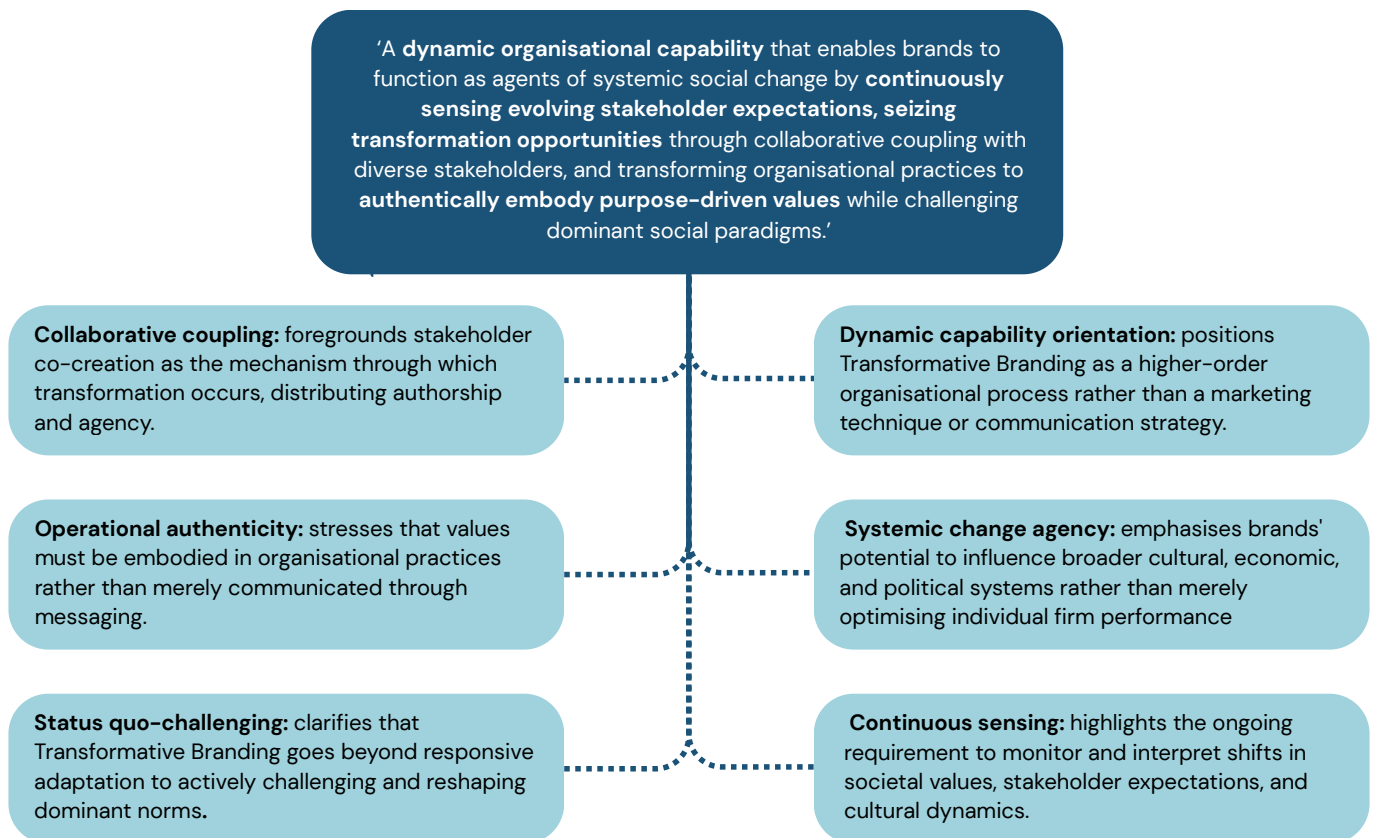 ‘A dynamic organisational capability that enables brands to
function as agents of systemic social change by continuously
sensing evolving stakeholder expectations, seizing
transformation opportunities through collaborative coupling with
diverse stakeholders, and transforming organisational practices to
authentically embody purpose-driven values while challenging
dominant social paradigms.’
Collaborative coupling: foregrounds stakeholder
co-creation as the mechanism through which
transformation occurs, distributing authorship
and agency.
Dynamic capability orientation: positions
Transformative Branding as a higher-order
organisational process rather than a marketing
technique or communication strategy.
Operational authenticity: stresses that values
must be embodied in organisational practices
rather than merely communicated through
messaging.
Systemic change agency: emphasises brands'
potential to influence broader cultural, economic,
and political systems rather than merely
optimising individual firm performance
Status quo-challenging: clarifies that
Transformative Branding goes beyond responsive
adaptation to actively challenging and reshaping
dominant norms.
Continuous sensing: highlights the ongoing
requirement to monitor and interpret shifts in
societal values, stakeholder expectations, and
cultural dynamics.